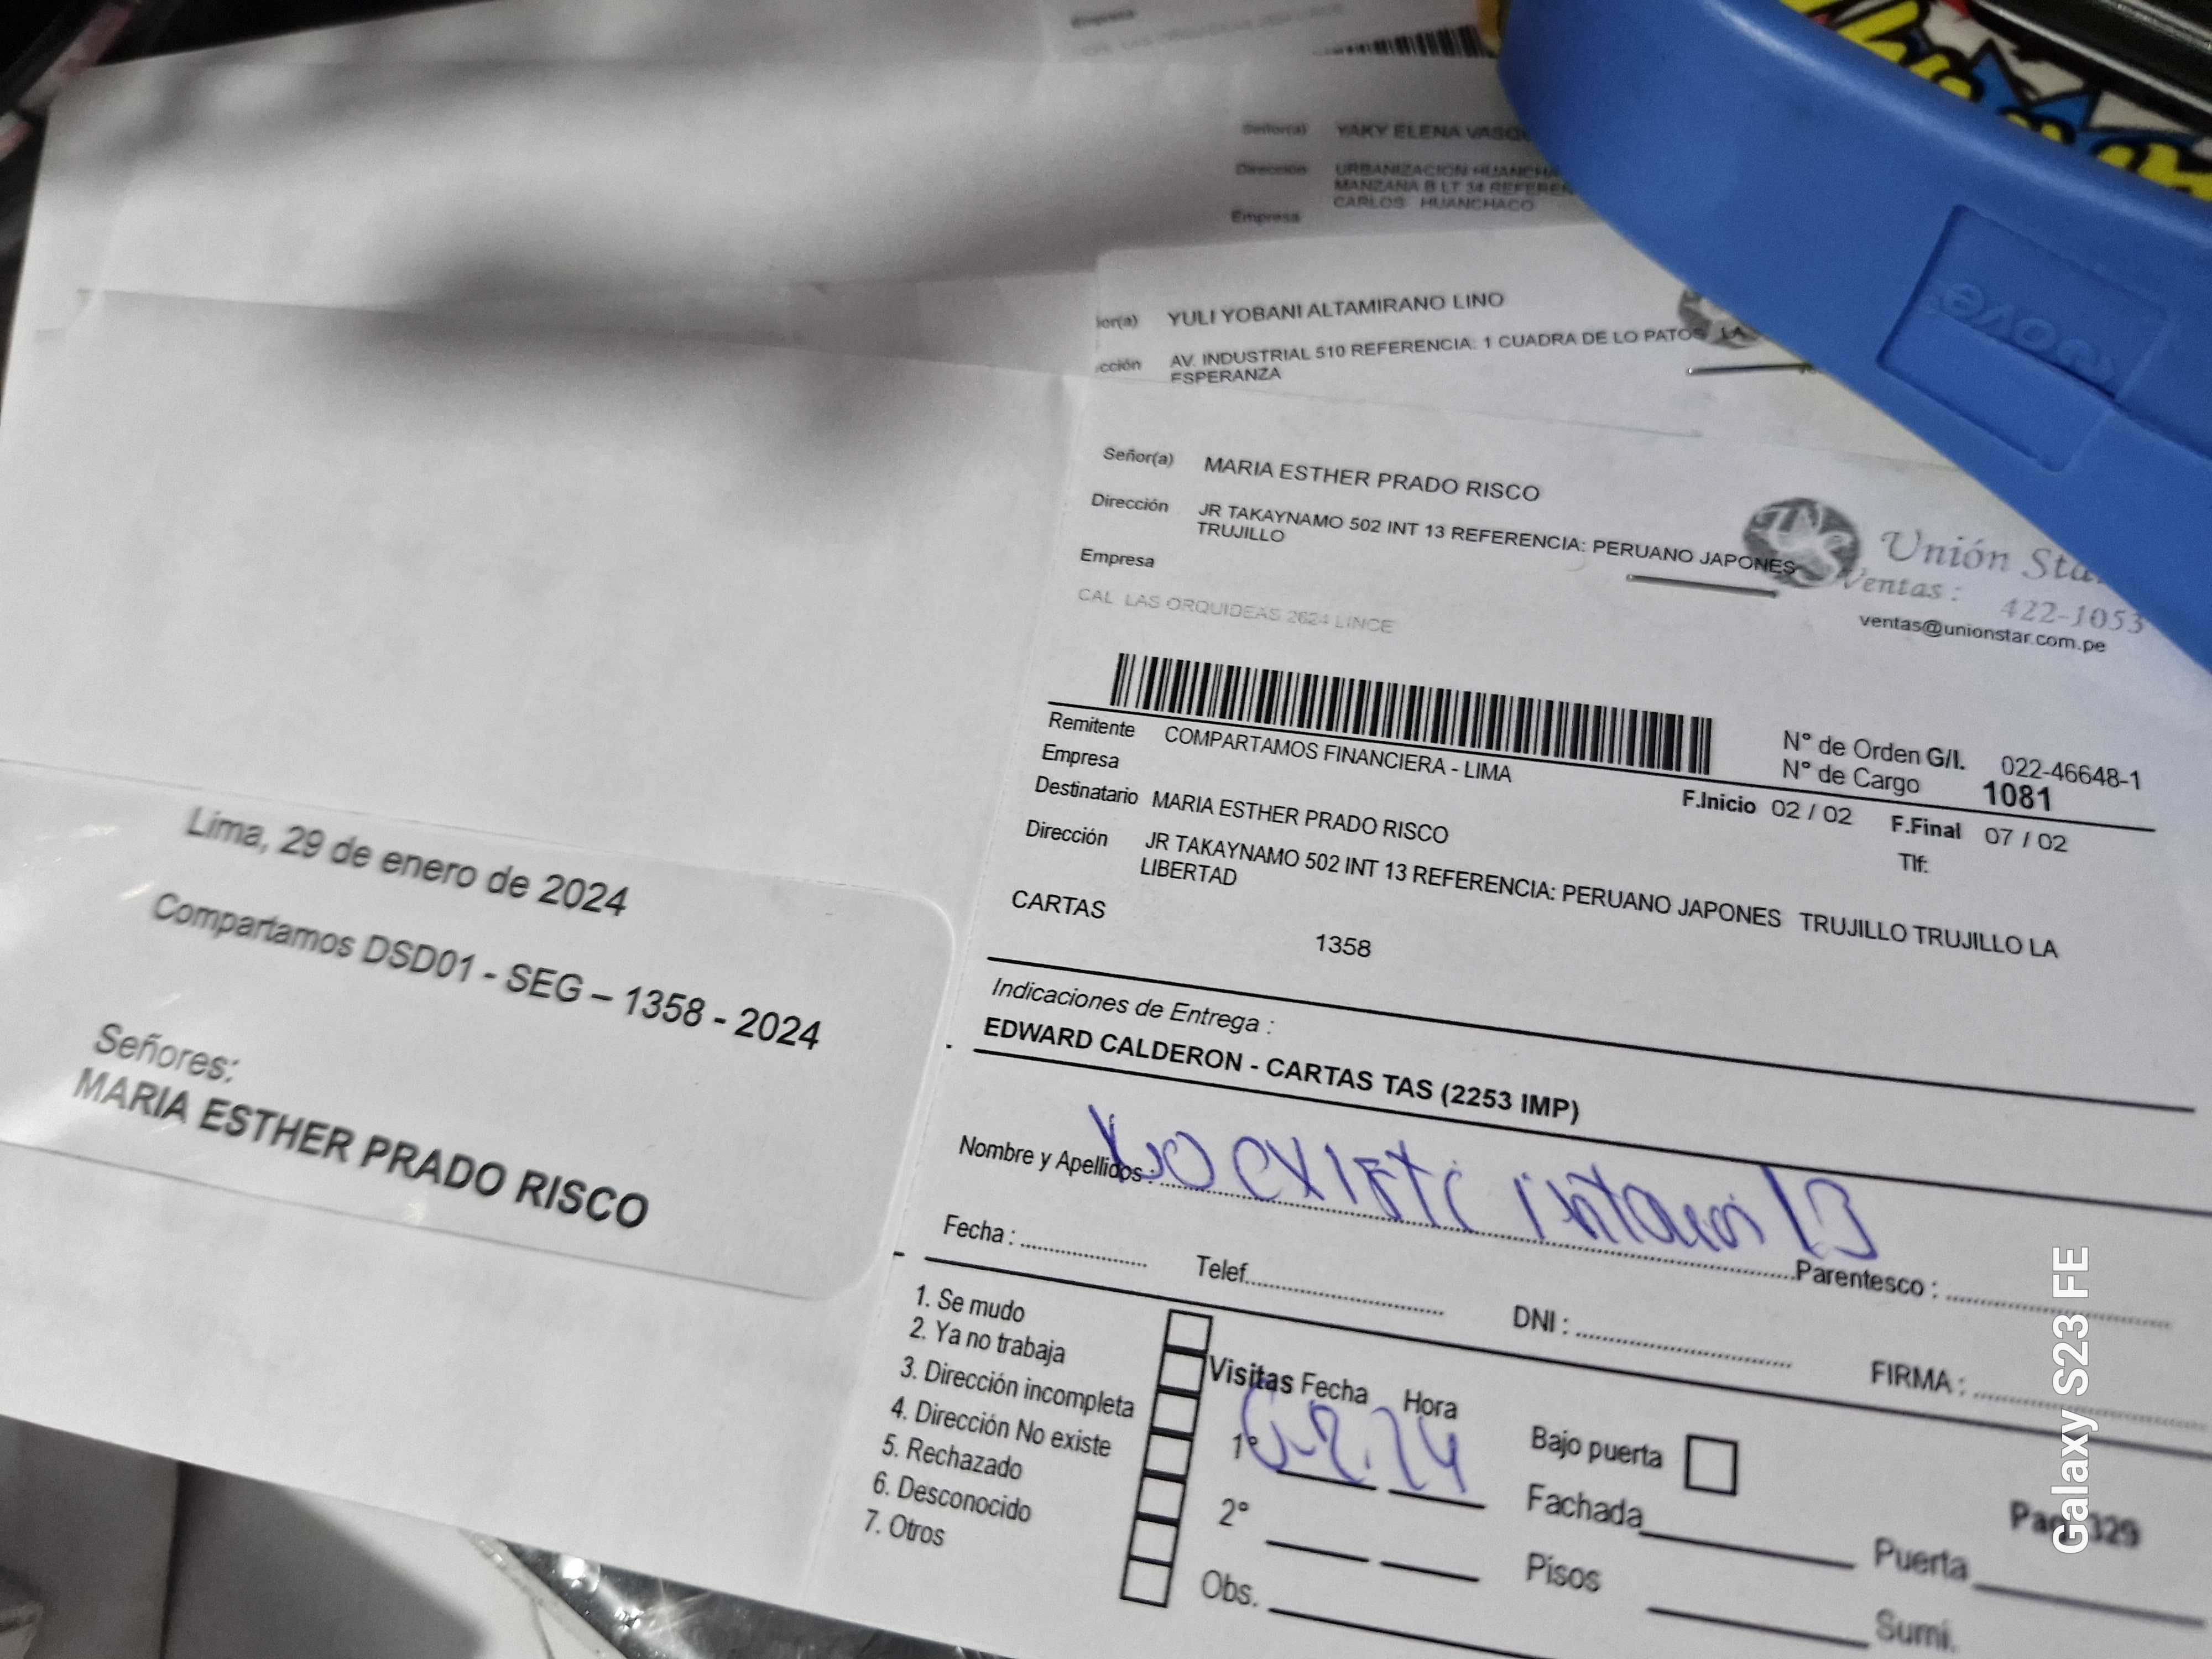 Empresa
Señor(a) YAKY ELENA
Dirección URBANIZACION
MANZANA B LT 34
CARLOS HUANCHACO
Empresa
ior(a) YULI YOBANI ALTAMIRANO LINO
cción AV. INDUSTRIAL 510 REFERENCIA: 1 CUADRA DE LO PATOS LA
ESPERANZA
Señor(a) MARIA ESTHER PRADO RISCO
Dirección JR TAKAYNAMO 502 INT 13 REFERENCIA: PERUANO JAPONES
TRUJILLO
Empresa
CAL LAS ORQUIDEAS 2624 LINCE
Unión
Ventas : 422-1053
ventas@unionstar.com.pe
Remitente COMPARTAMOS FINANCIERA - LIMA
Empresa
N° de Orden G/I. 022-46648-1
N° de Cargo 1081
Destinatario MARIA ESTHER PRADO RISCO
F.Inicio 02 / 02 F.Final 07 / 02
Dirección JR TAKAYNAMO 502 INT 13 REFERENCIA: PERUANO JAPONES TRUJILLO TRUJILLO LA
LIBERTAD
Tlf:
CARTAS
1358
Indicaciones de Entrega :
EDWARD CALDERON - CARTAS TAS (2253 IMP)
Nombre y Apellidos : No existe 13
Parentesco :
Fecha : Telef. DNI : FIRMA :
1. Se mudo
2. Ya no trabaja
3. Dirección incompleta
4. Dirección No existe
5. Rechazado
6. Desconocido
7. Otros
Visitas Fecha Hora
1°
2°
Obs.
Bajo puerta
Fachada
Pisos
Puerta
Sumi.
Lima, 29 de enero de 2024
Compartamos DSD01 - SEG – 1358 - 2024
Señores:
MARIA ESTHER PRADO RISCO
Galaxy S23 FE